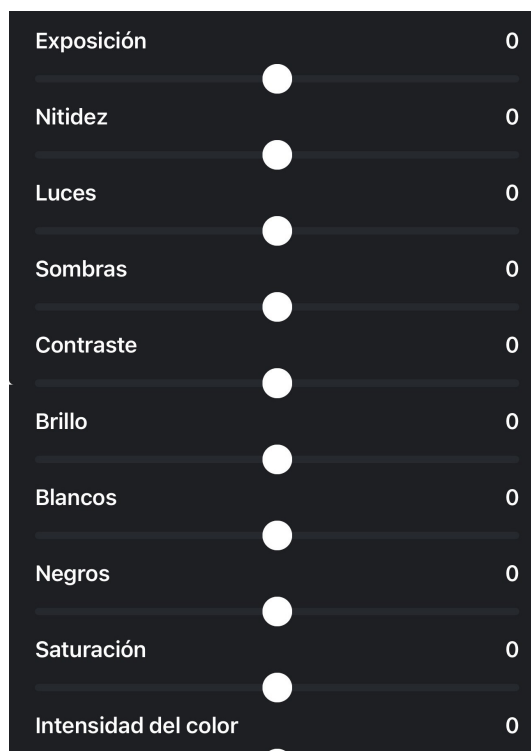 Exposición 0
Nitidez 0
Luces 0
Sombras 0
Contraste 0
Brillo 0
Blancos 0
Negros 0
Saturación 0
Intensidad del color 0